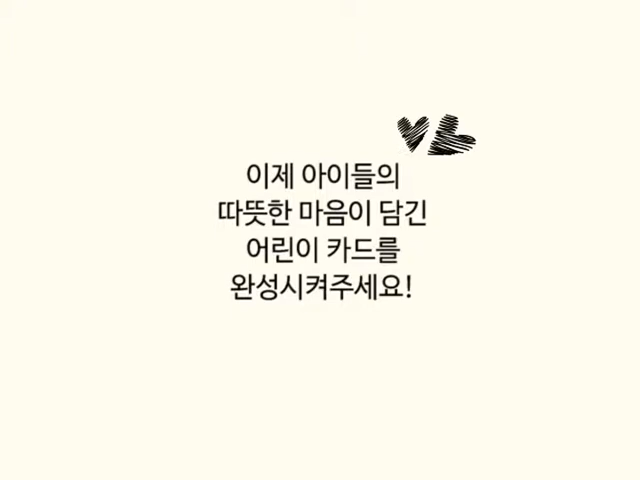 이제 아이들의
따뜻한 마음이 담긴
어린이 카드를
완성시켜주세요!